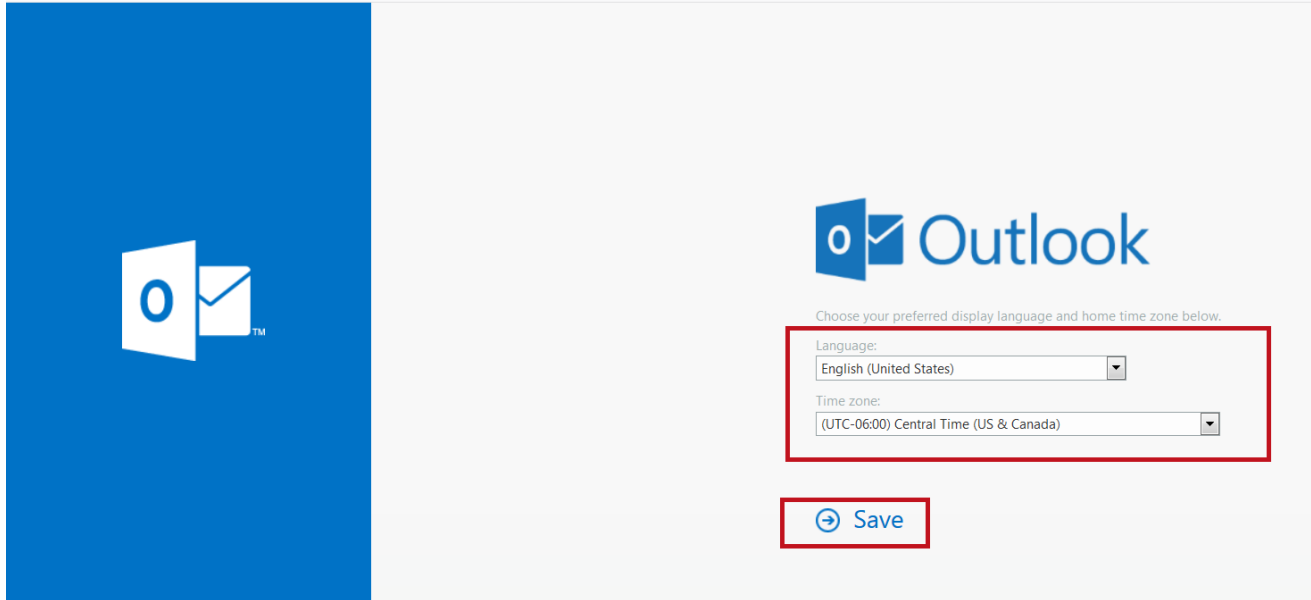 O
TM
O Outlook
Choose your preferred display language and home time zone below.
Language:
English (United States)
Time zone:
(UTC-06:00) Central Time (US & Canada)
Save